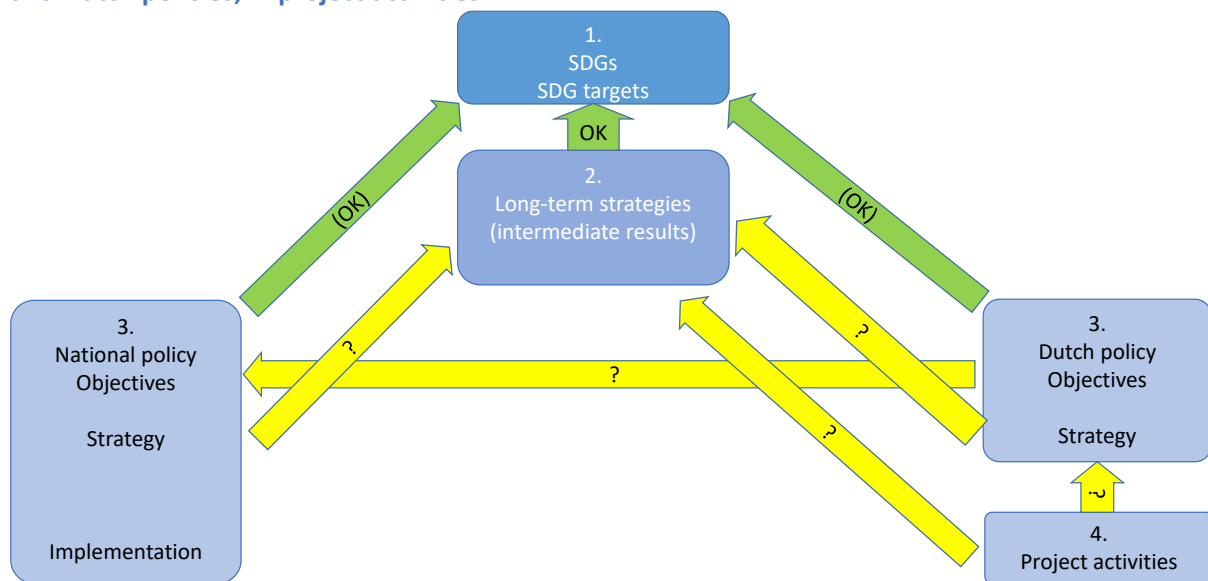 1.
SDGs
SDG targets
OK
2.
Long-term strategies
(intermediate results)
(OK)
(OK)
3.
National policy
Objectives
Strategy
Implementation
?
?
?
?
3.
Dutch policy
Objectives
Strategy
?
4.
Project activities